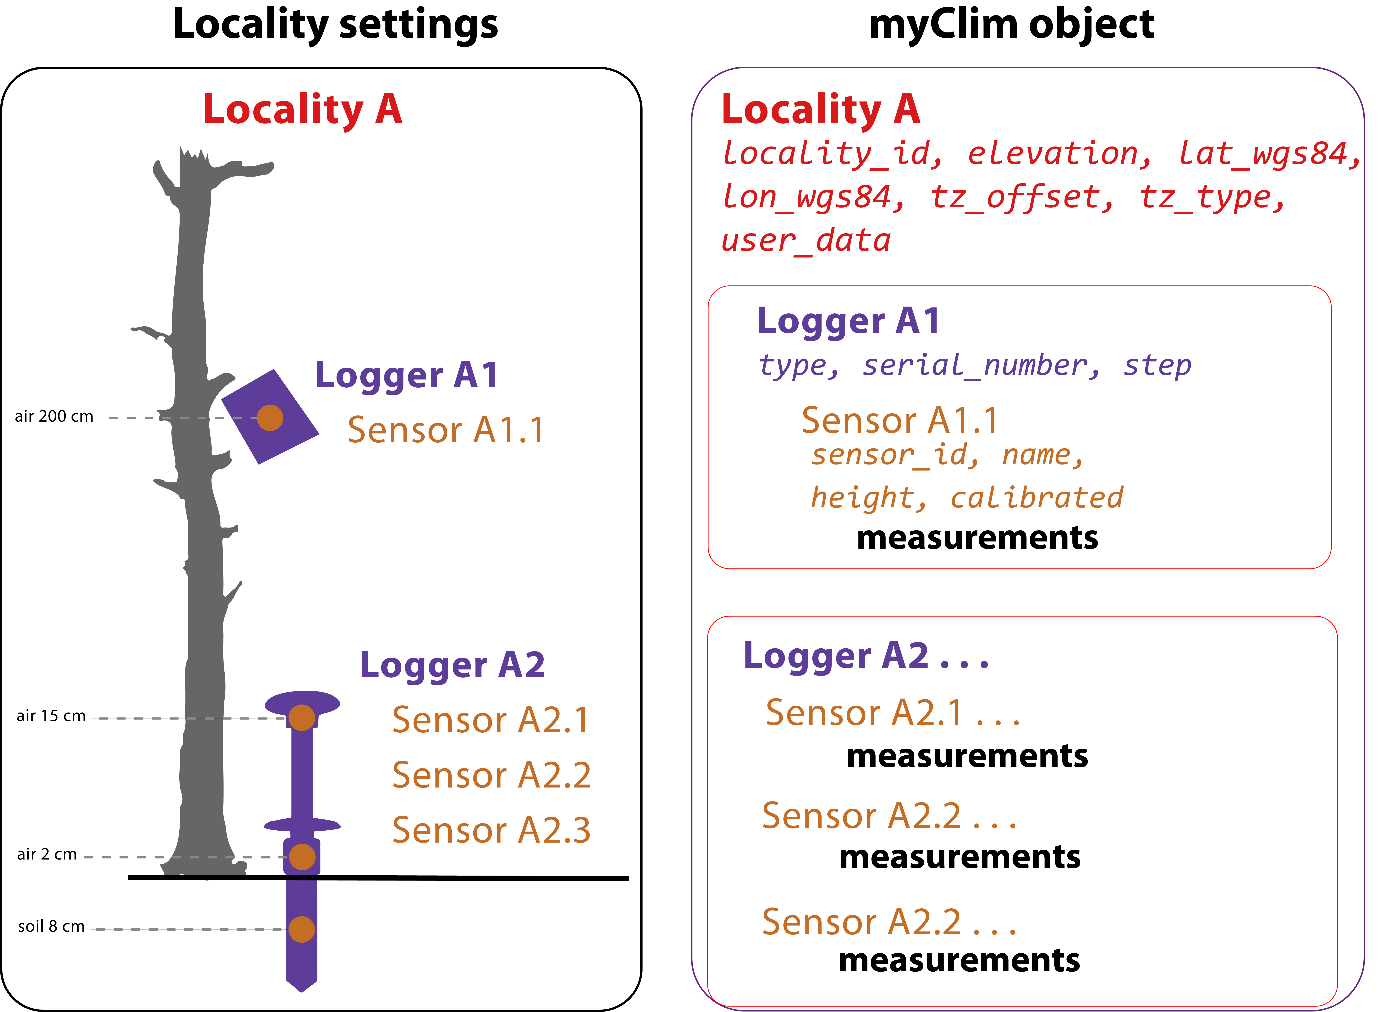 Locality settings
Locality A
Logger A1
air 200 cm
Sensor A1.1
Logger A2
air 15 cm
Sensor A2.1
Sensor A2.2
Sensor A2.3
air 2 cm
soil 8 cm
myClim object
Locality A
locality_id, elevation, lat_wgs84,
lon_wgs84, tz_offset, tz_type,
user_data
Logger A1
type, serial_number, step
Sensor A1.1
sensor_id, name,
height, calibrated
measurements
Logger A2 . . .
Sensor A2.1 . . .
measurements
Sensor A2.2 . . .
measurements
Sensor A2.2 . . .
measurements